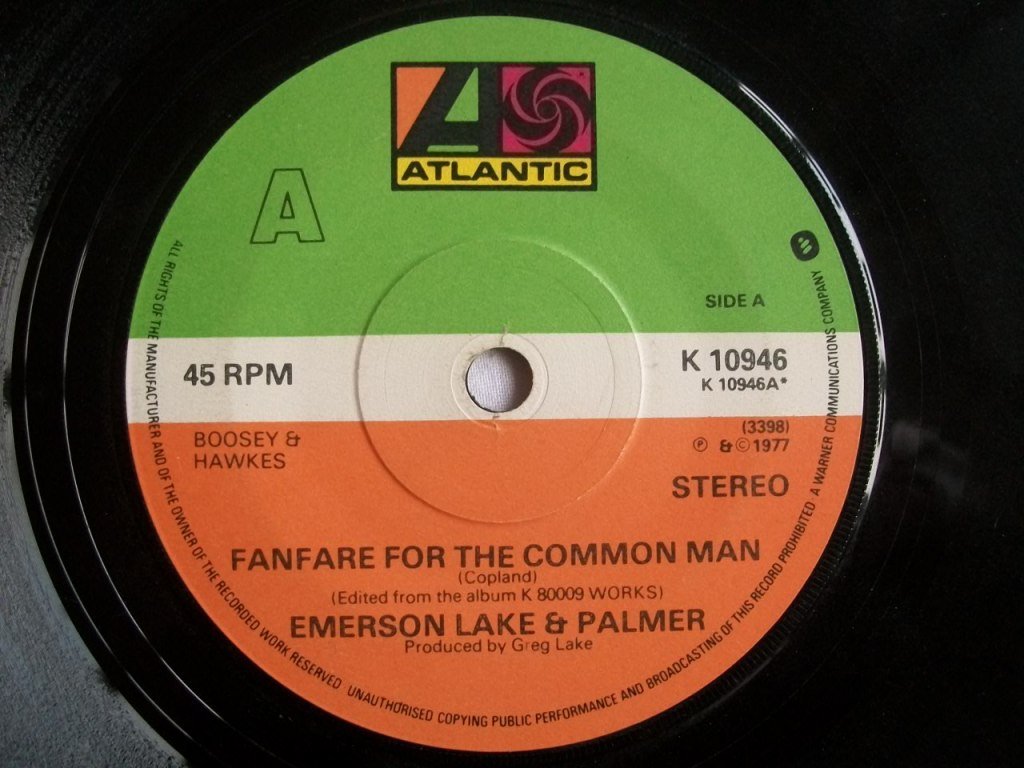 ATLANTIC
A
SIDE A
45 RPM
K 10946
K 10946A*
BOOSEY &
HAWKES
(3398)
℗ & © 1977
STEREO
FANFARE FOR THE COMMON MAN
(Copland)
(Edited from the album K 80009 WORKS)
EMERSON LAKE & PALMER
Produced by Greg Lake
ALL RIGHTS OF THE MANUFACTURER AND OF THE OWNER OF THE RECORDED WORK RESERVED UNAUTHORISED COPYING PUBLIC PERFORMANCE AND BROADCASTING OF THIS RECORD PROHIBITED A WARNER COMMUNICATIONS COMPANY